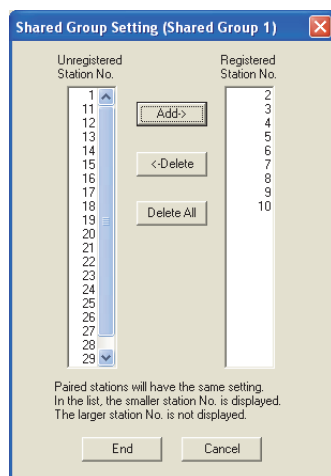 Shared Group Setting (Shared Group 1)
Unregistered
Station No.
1
11
12
13
14
15
16
17
18
19
20
21
22
23
24
25
26
27
28
29
Add->
<-Delete
Delete All
Registered
Station No.
2
3
4
5
6
7
8
9
10
Paired stations will have the same setting.
In the list, the smaller station No. is displayed.
The larger station No. is not displayed.
End
Cancel